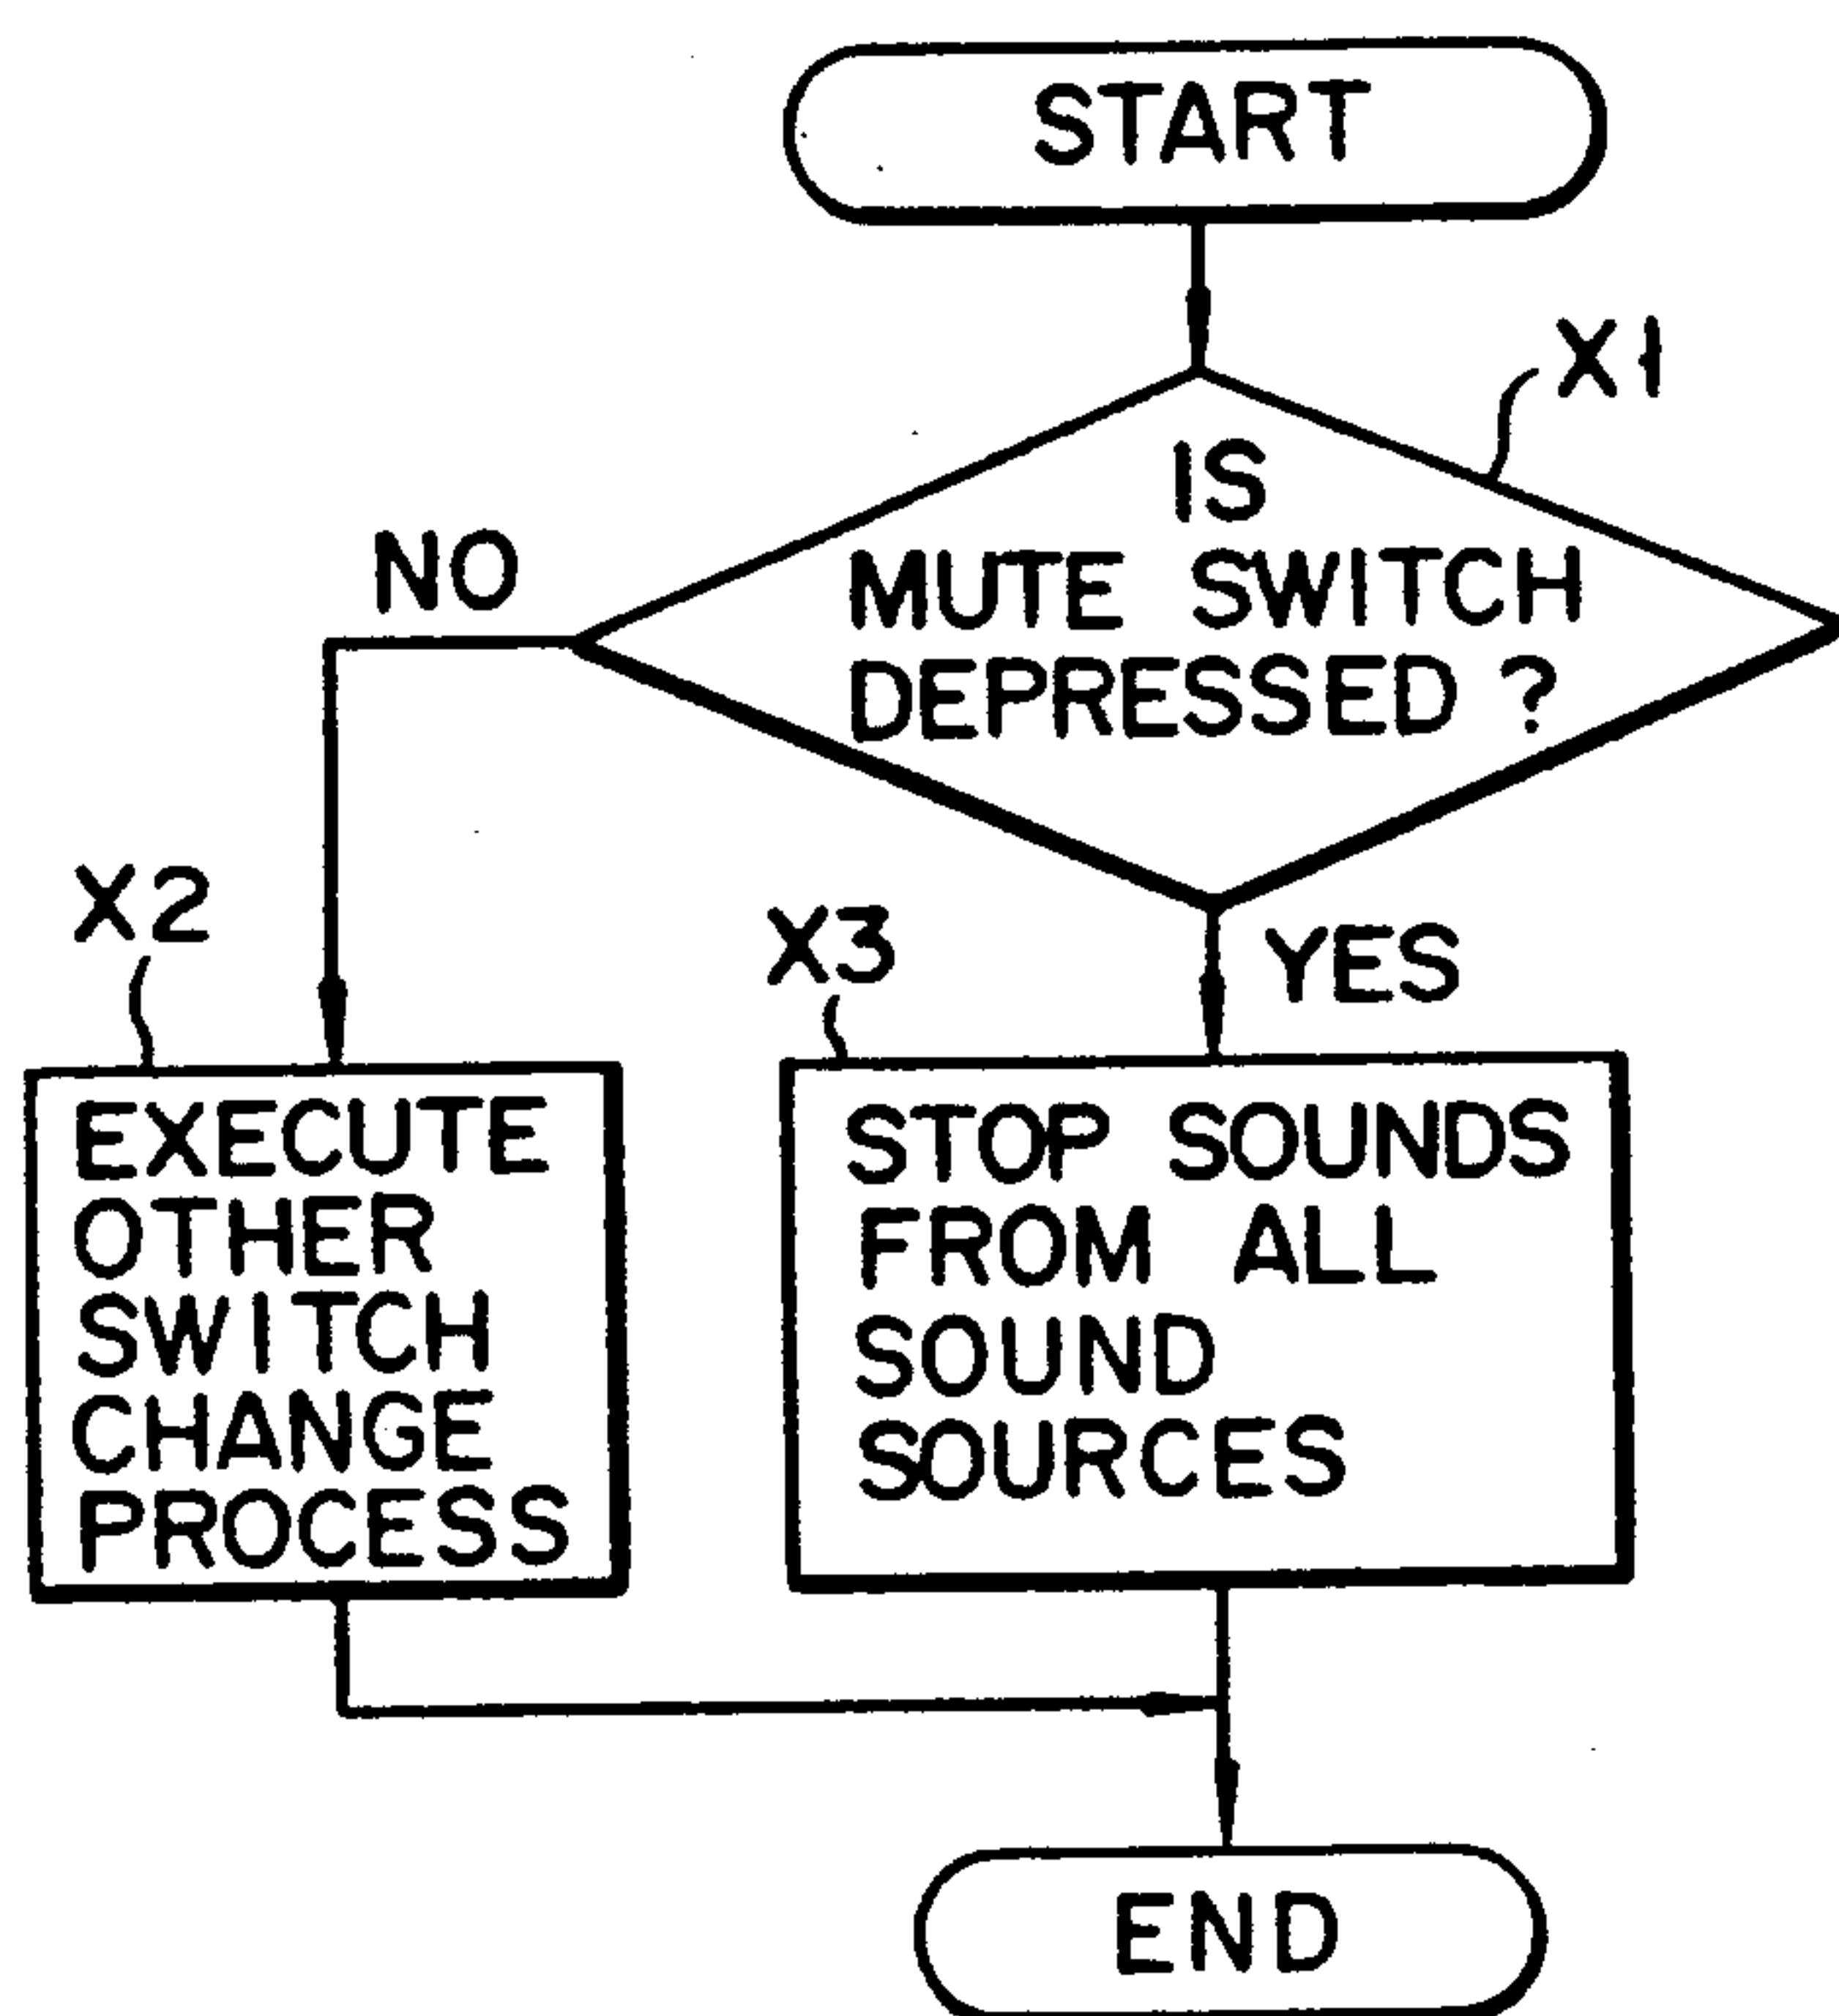 START
X1
IS
MUTE SWITCH
DEPRESSED ?
NO
YES
X2
EXECUTE
OTHER
SWITCH
CHANGE
PROCESS
X3
STOP SOUNDS
FROM ALL
SOUND
SOURCES
END